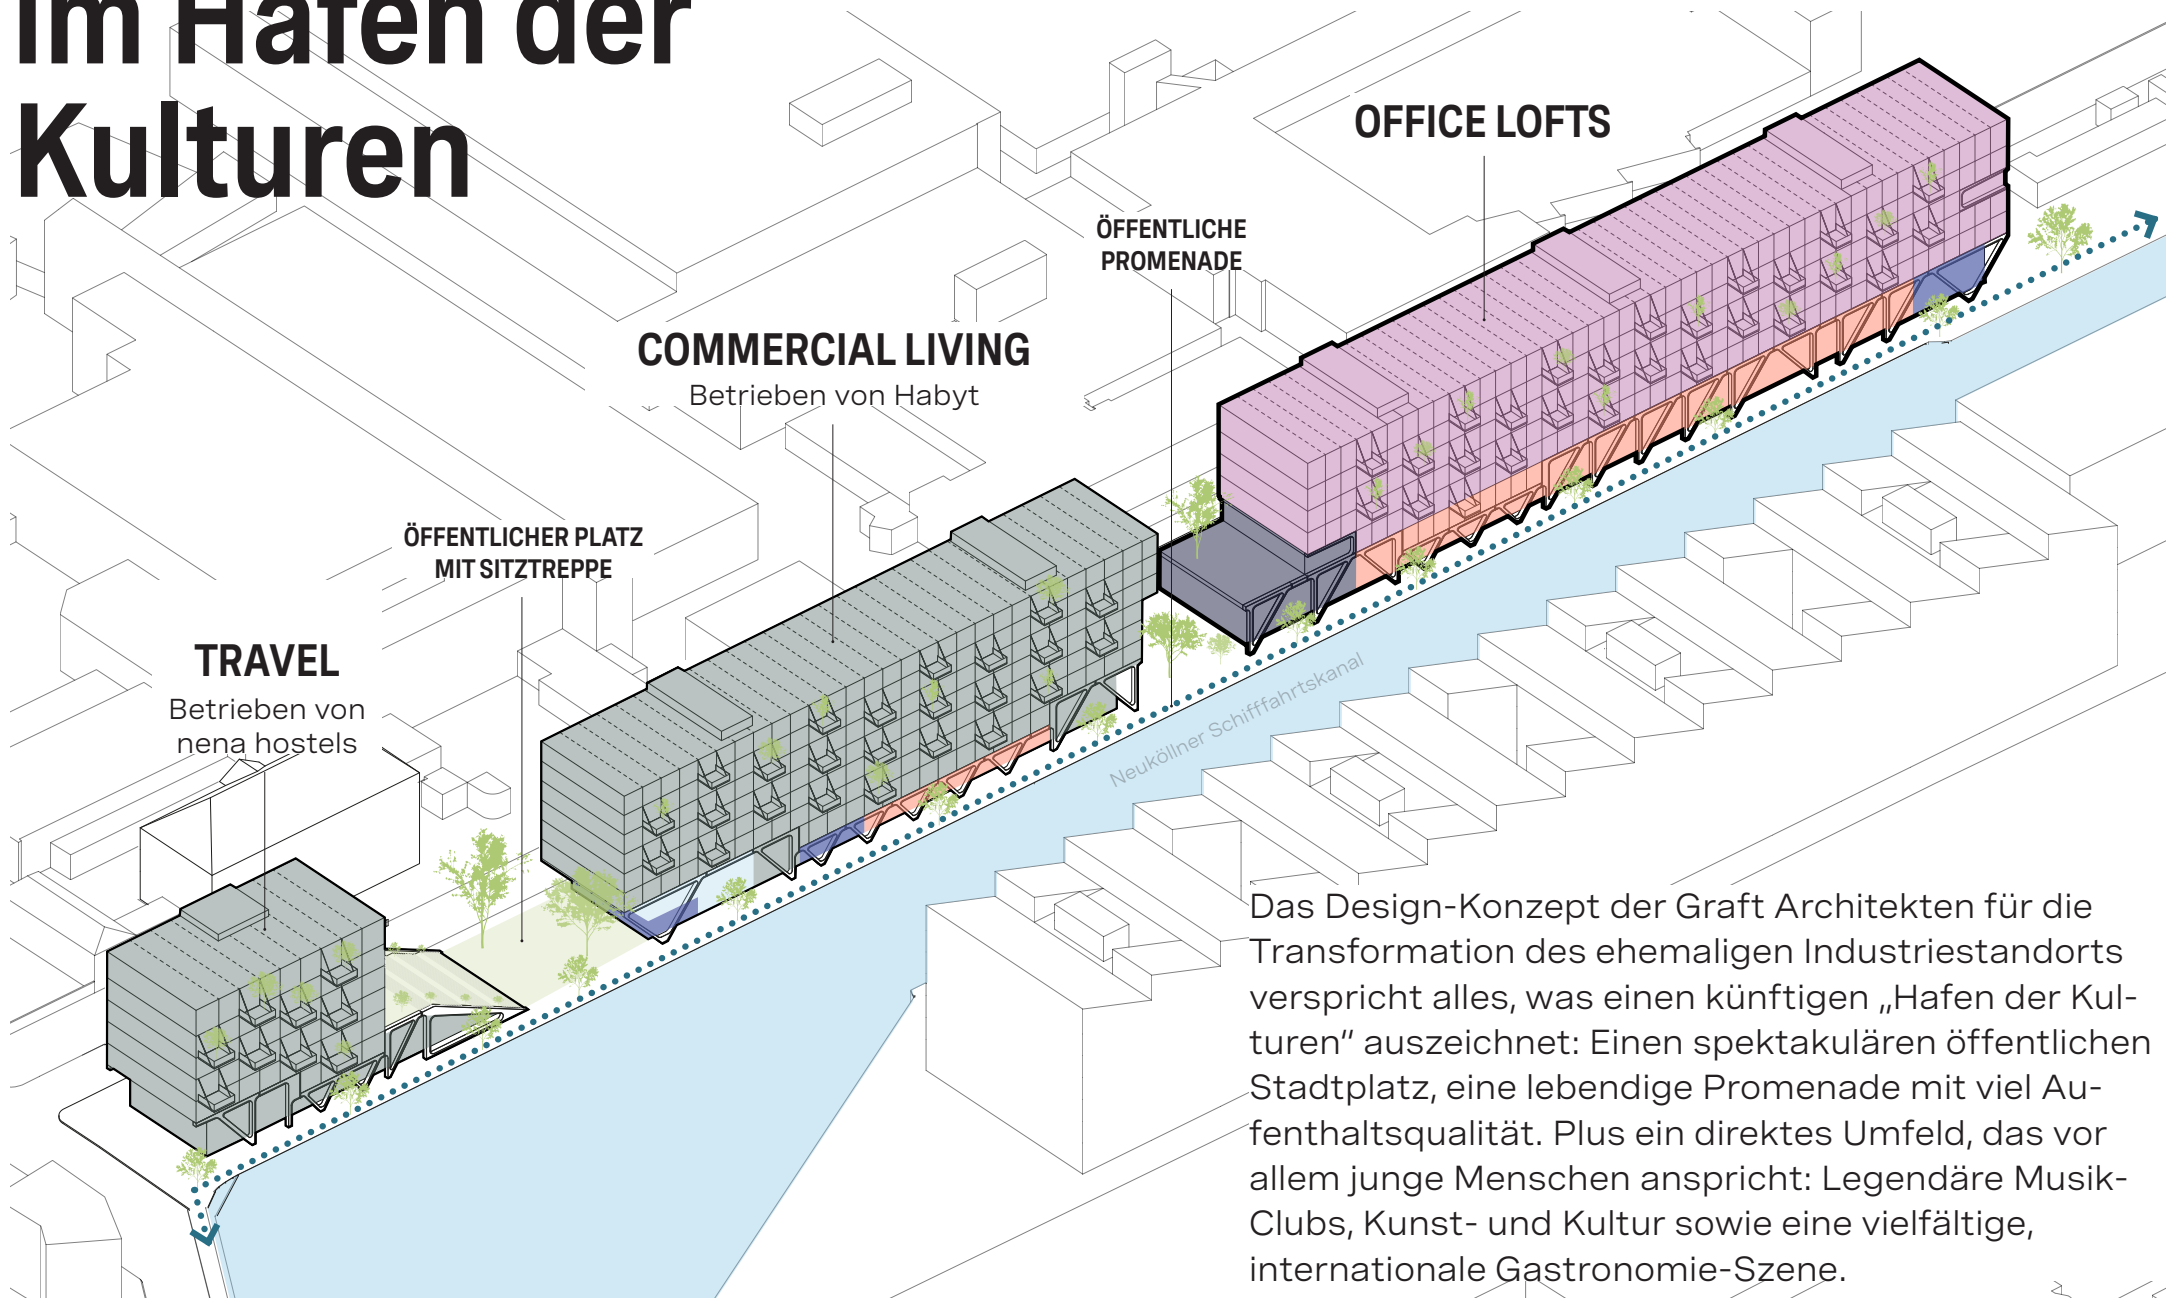 im Hafen der
Kulturen
OFFICE LOFTS
ÖFFENTLICHE
PROMENADE
COMMERCIAL LIVING
Betrieben von Habyt
ÖFFENTLICHER PLATZ
MIT SITZTREPPE
TRAVEL
Betrieben von
nena hostels
Neuköllner Schifffahrtskanal
Das Design-Konzept der Graft Architekten für die
Transformation des ehemaligen Industriestandorts
verspricht alles, was einen künftigen „Hafen der Kul-
turen“ auszeichnet: Einen spektakulären öffentlichen
Stadtplatz, eine lebendige Promenade mit viel Au-
fenthaltsqualität. Plus ein direktes Umfeld, das vor
allem junge Menschen anspricht: Legendäre Musik-
Clubs, Kunst- und Kultur sowie eine vielfältige,
internationale Gastronomie-Szene.